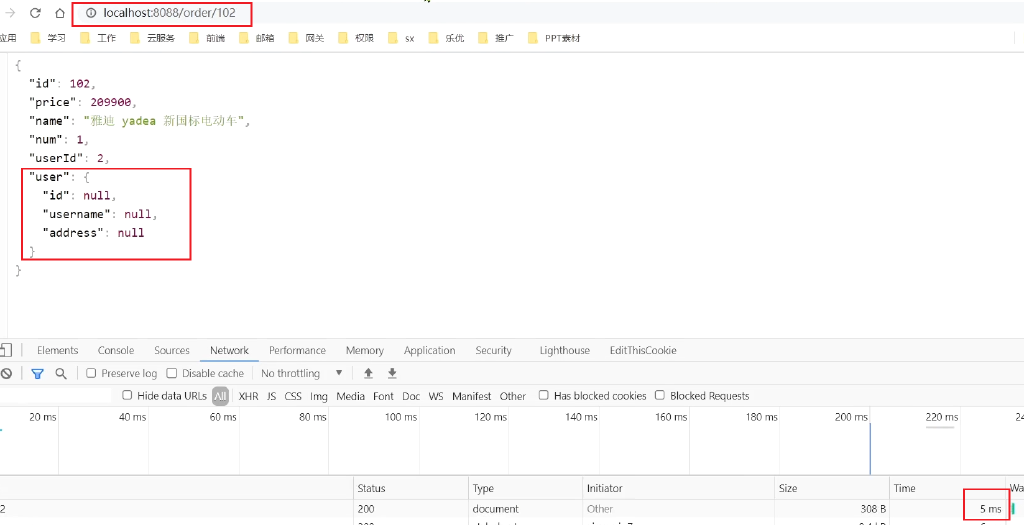 localhost:8088/order/102
应用 学习 工作 云服务 前端 邮箱 网关 权限 sx 乐优 推广 PPT素材
{
"id": 102,
"price": 209900,
"name": "雅迪 yadea 新国标电动车",
"num": 1,
"userId": 2,
"user": {
"id": null,
"username": null,
"address": null
}
}
Elements Console Sources Network Performance Memory Application Security Lighthouse EditThisCookie
Preserve log Disable cache No throttling ▼
Hide data URLs All XHR JS CSS Img Media Font Doc WS Manifest Other Has blocked cookies Blocked Requests
20 ms 40 ms 60 ms 80 ms 100 ms 120 ms 140 ms 160 ms 180 ms 200 ms 220 ms 24
Status Type Initiator Size Time Wa
2 200 document Other 308 B 5 ms